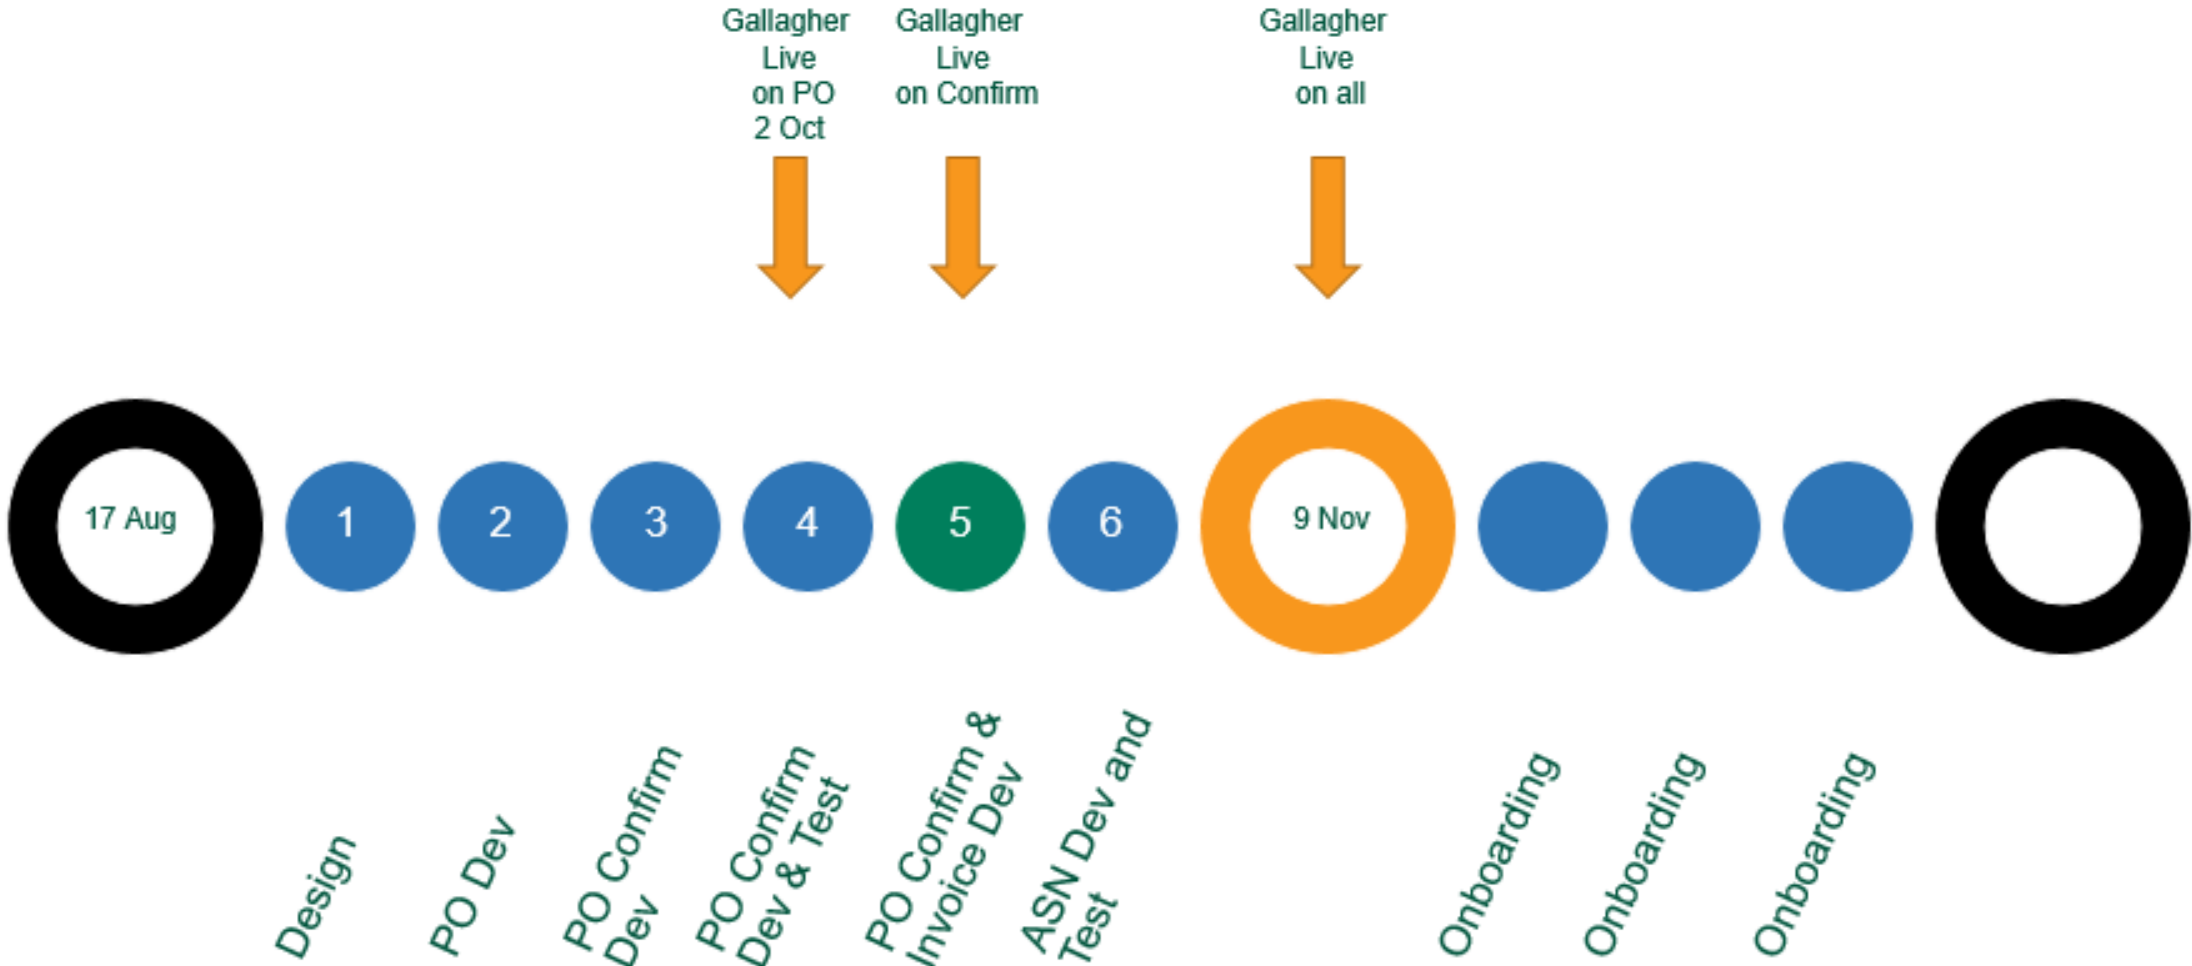 Gallagher
Live
on PO
2 Oct
Gallagher
Live
on Confirm
Gallagher
Live
on all
17 Aug
1
2
3
4
5
6
9 Nov
Design
PO Dev
PO Confirm
Dev
PO Confirm
Dev & Test
PO Confirm &
Invoice Dev
ASN Dev and
Test
Onboarding
Onboarding
Onboarding